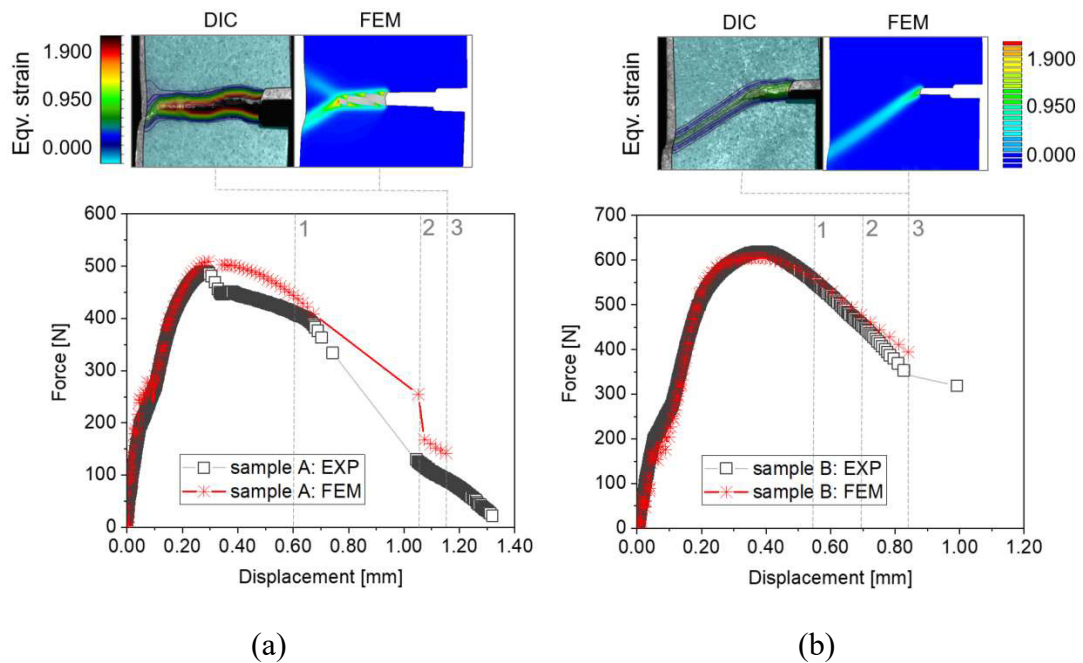 DIC FEM
Eqv. strain
1.900
0.950
0.000
600
500
400
300
200
100
0
Force [N]
1 2 3
sample A: EXP
sample A: FEM
0.00 0.20 0.40 0.60 0.80 1.00 1.20 1.40
Displacement [mm]
(a)
DIC FEM
Eqv. strain
1.900
0.950
0.000
700
600
500
400
300
200
100
0
Force [N]
1 2 3
sample B: EXP
sample B: FEM
0.00 0.20 0.40 0.60 0.80 1.00 1.20
Displacement [mm]
(b)